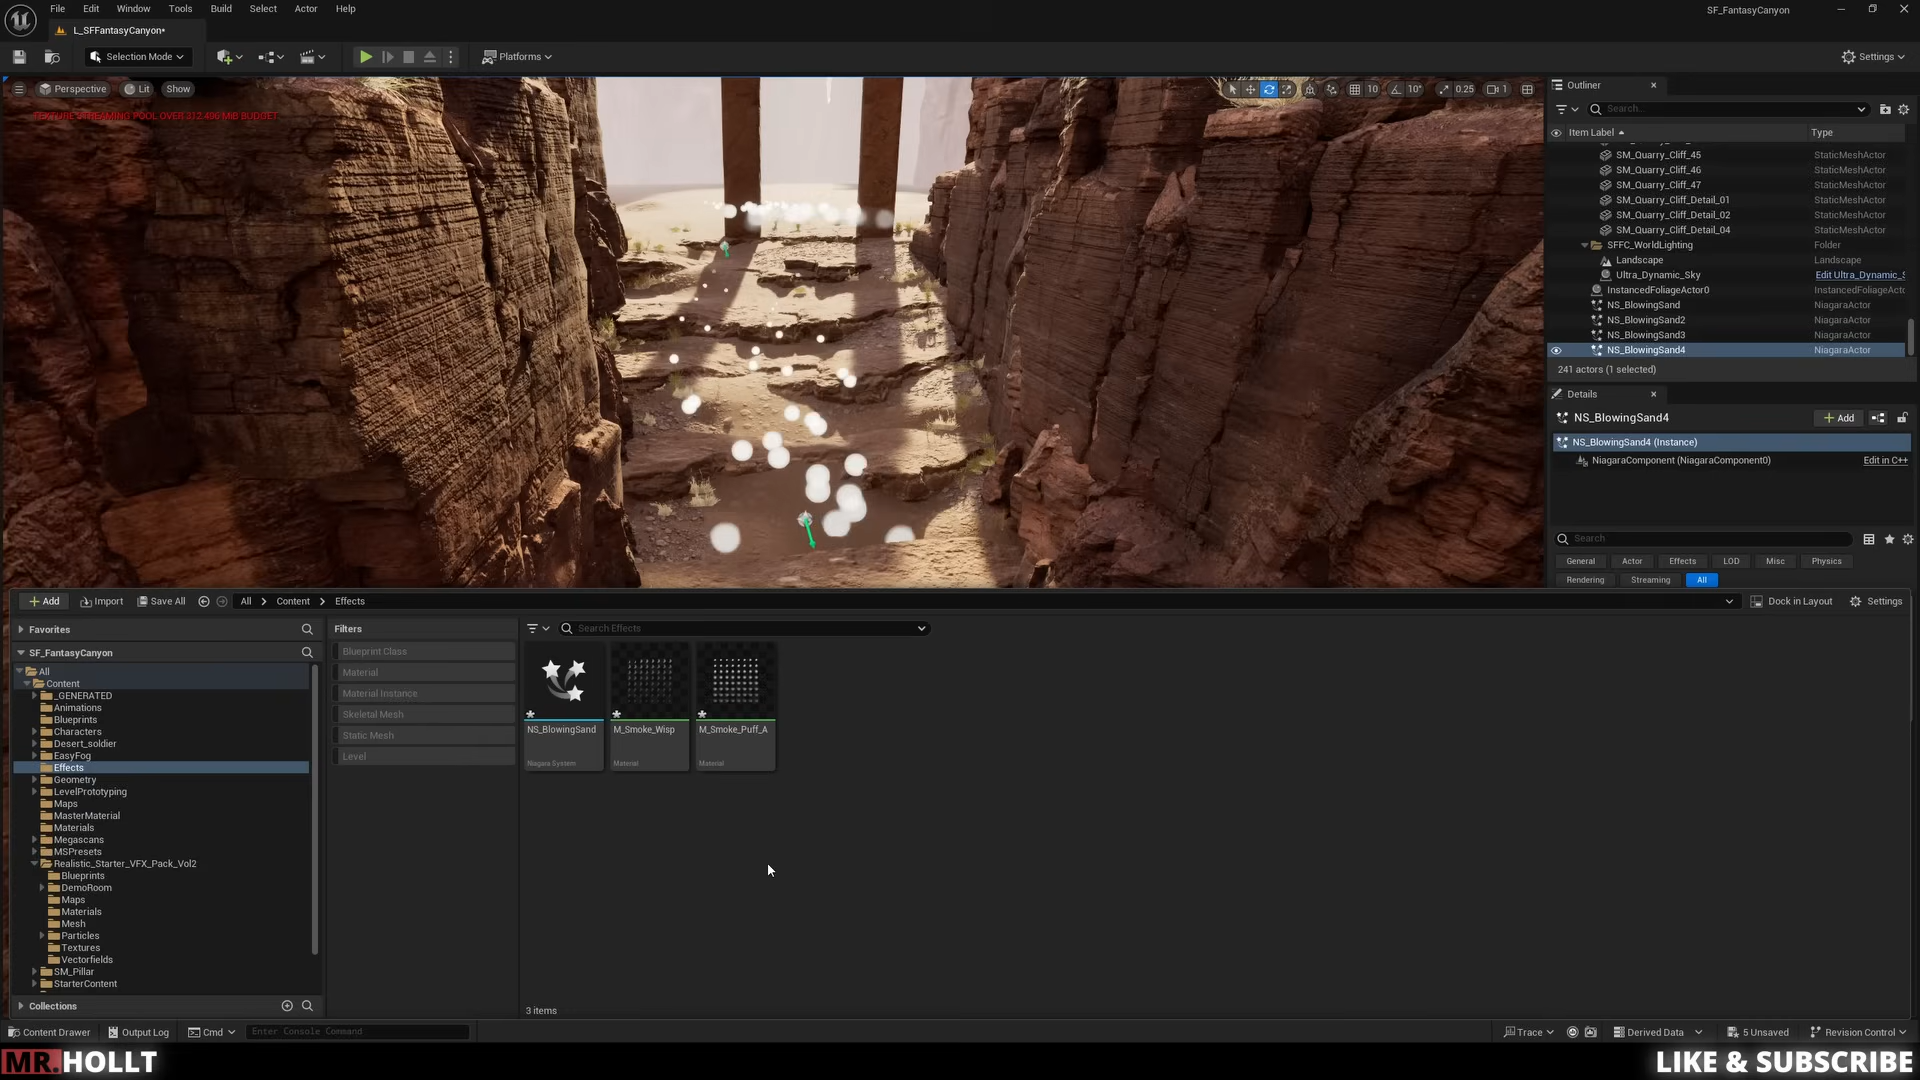 File Edit Window Tools Build Select Actor Help
SF_FantasyCanyon
L_SFFantasyCanyon*
Selection Mode
Platforms
Settings
Perspective Lit Show
10 10° 0.25 1
TEXTURE STREAMING POOL OVER 312.496 MiB BUDGET
Outliner
Search...
Item Label Type
SM_Quarry_Cliff_45 StaticMeshActor
SM_Quarry_Cliff_46 StaticMeshActor
SM_Quarry_Cliff_47 StaticMeshActor
SM_Quarry_Cliff_Detail_01 StaticMeshActor
SM_Quarry_Cliff_Detail_02 StaticMeshActor
SM_Quarry_Cliff_Detail_04 StaticMeshActor
SFFC_WorldLighting Folder
Landscape Landscape
Ultra_Dynamic_Sky Edit Ultra_Dynamic_S
InstancedFoliageActor0 InstancedFoliageActo
NS_BlowingSand NiagaraActor
NS_BlowingSand2 NiagaraActor
NS_BlowingSand3 NiagaraActor
NS_BlowingSand4 NiagaraActor
241 actors (1 selected)
Details
NS_BlowingSand4
Add
NS_BlowingSand4 (Instance)
NiagaraComponent (NiagaraComponent0) Edit in C++
Search
General Actor Effects LOD Misc Physics
Rendering Streaming All
Add Import Save All All Content Effects Dock in Layout Settings
Favorites
SF_FantasyCanyon
All
Content
_GENERATED
Animations
Blueprints
Characters
Desert_soldier
EasyFog
Effects
Geometry
LevelPrototyping
Maps
MasterMaterial
Materials
Megascans
MSPresets
Realistic_Starter_VFX_Pack_Vol2
Blueprints
DemoRoom
Maps
Materials
Mesh
Particles
Textures
Vectorfields
SM_Pillar
StarterContent
Collections
Filters
Blueprint Class
Material
Material Instance
Skeletal Mesh
Static Mesh
Level
Search Effects
NS_BlowingSand M_Smoke_Wisp M_Smoke_Puff_A
Niagara System Material Material
3 items
Content Drawer Output Log Cmd Enter Console Command Trace Derived Data 5 Unsaved Revision Control
MR.HOLLT
LIKE & SUBSCRIBE